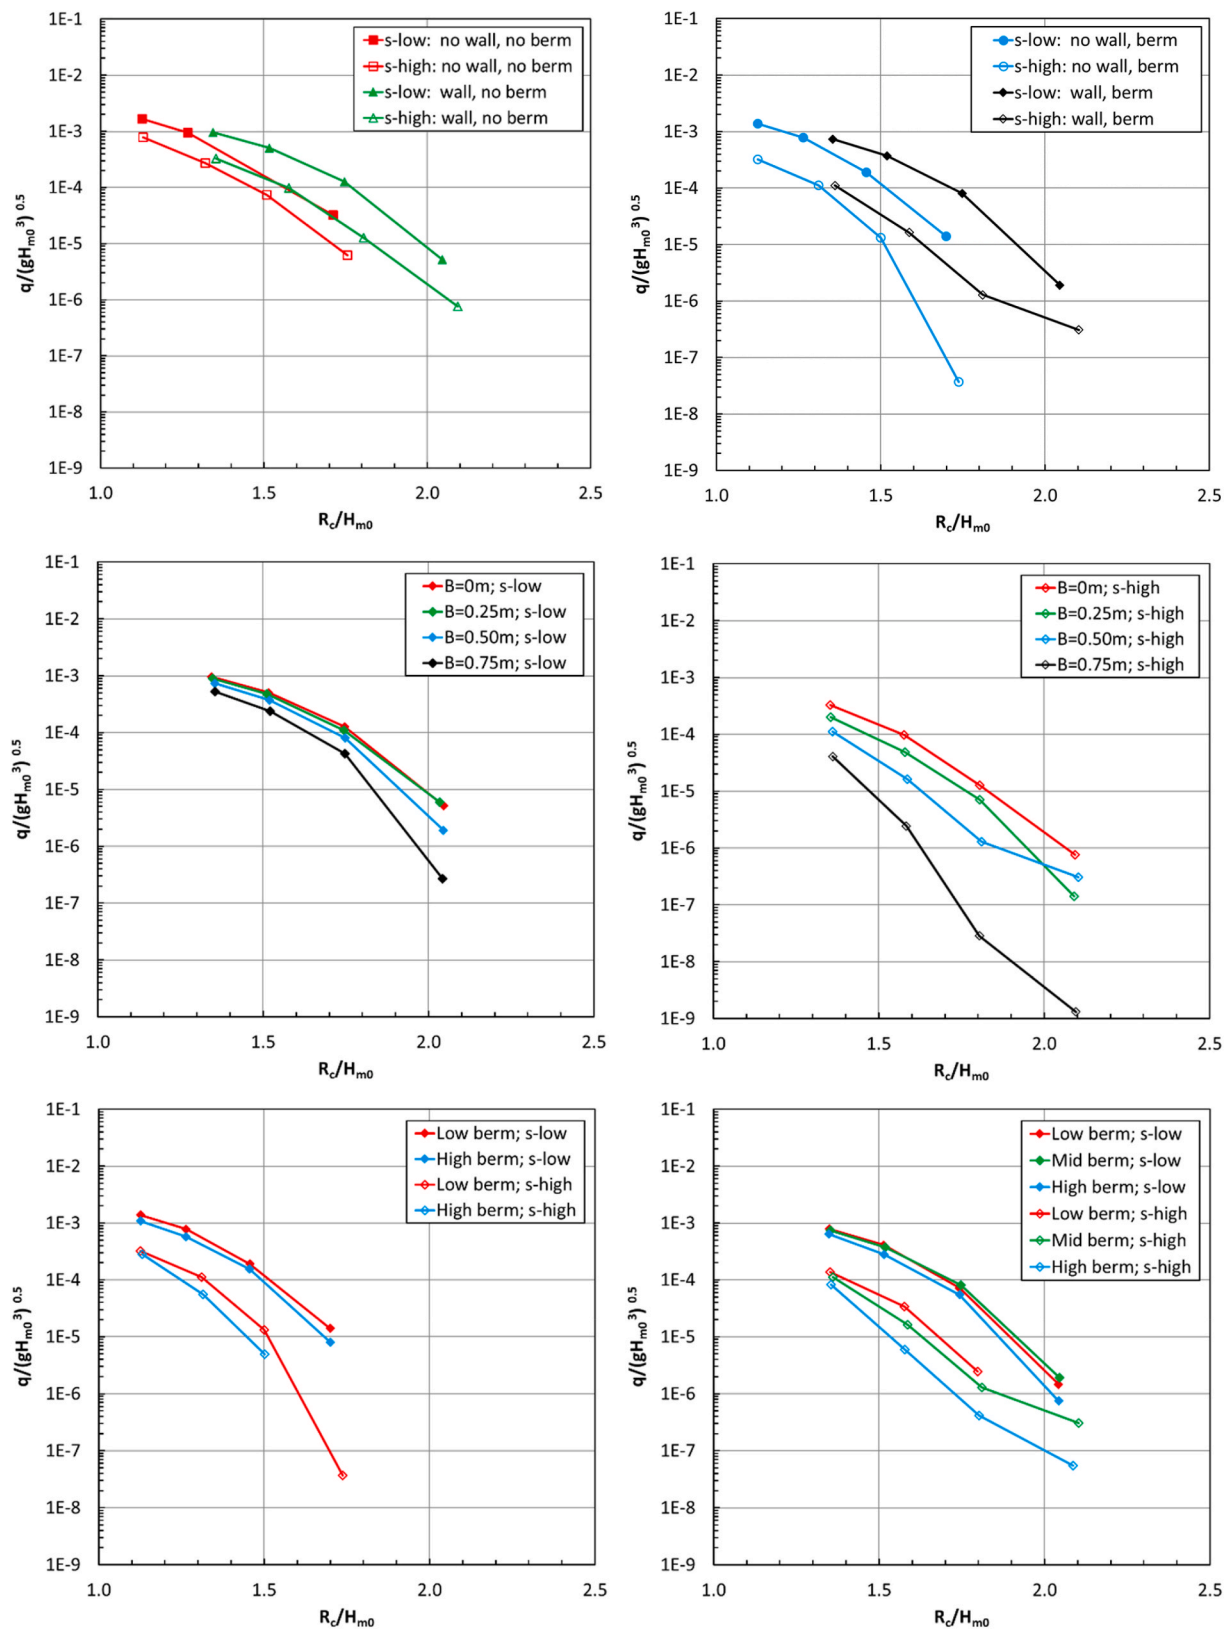 1E-1
1E-2
1E-3
1E-4
1E-5
1E-6
1E-7
1E-8
1E-9
q/(gHm0 3) 0.5
s-low: no wall, no berm
s-high: no wall, no berm
s-low: wall, no berm
s-high: wall, no berm
1.0 1.5 2.0 2.5
Rc/Hm0
1E-1
1E-2
1E-3
1E-4
1E-5
1E-6
1E-7
1E-8
1E-9
q/(gHm0 3) 0.5
s-low: no wall, berm
s-high: no wall, berm
s-low: wall, berm
s-high: wall, berm
1.0 1.5 2.0 2.5
Rc/Hm0
1E-1
1E-2
1E-3
1E-4
1E-5
1E-6
1E-7
1E-8
1E-9
q/(gHm0 3) 0.5
B=0m; s-low
B=0.25m; s-low
B=0.50m; s-low
B=0.75m; s-low
1.0 1.5 2.0 2.5
Rc/Hm0
1E-1
1E-2
1E-3
1E-4
1E-5
1E-6
1E-7
1E-8
1E-9
q/(gHm0 3) 0.5
B=0m; s-high
B=0.25m; s-high
B=0.50m; s-high
B=0.75m; s-high
1.0 1.5 2.0 2.5
Rc/Hm0
1E-1
1E-2
1E-3
1E-4
1E-5
1E-6
1E-7
1E-8
1E-9
q/(gHm0 3) 0.5
Low berm; s-low
High berm; s-low
Low berm; s-high
High berm; s-high
1.0 1.5 2.0 2.5
Rc/Hm0
1E-1
1E-2
1E-3
1E-4
1E-5
1E-6
1E-7
1E-8
1E-9
q/(gHm0 3) 0.5
Low berm; s-low
Mid berm; s-low
High berm; s-low
Low berm; s-high
Mid berm; s-high
High berm; s-high
1.0 1.5 2.0 2.5
Rc/Hm0